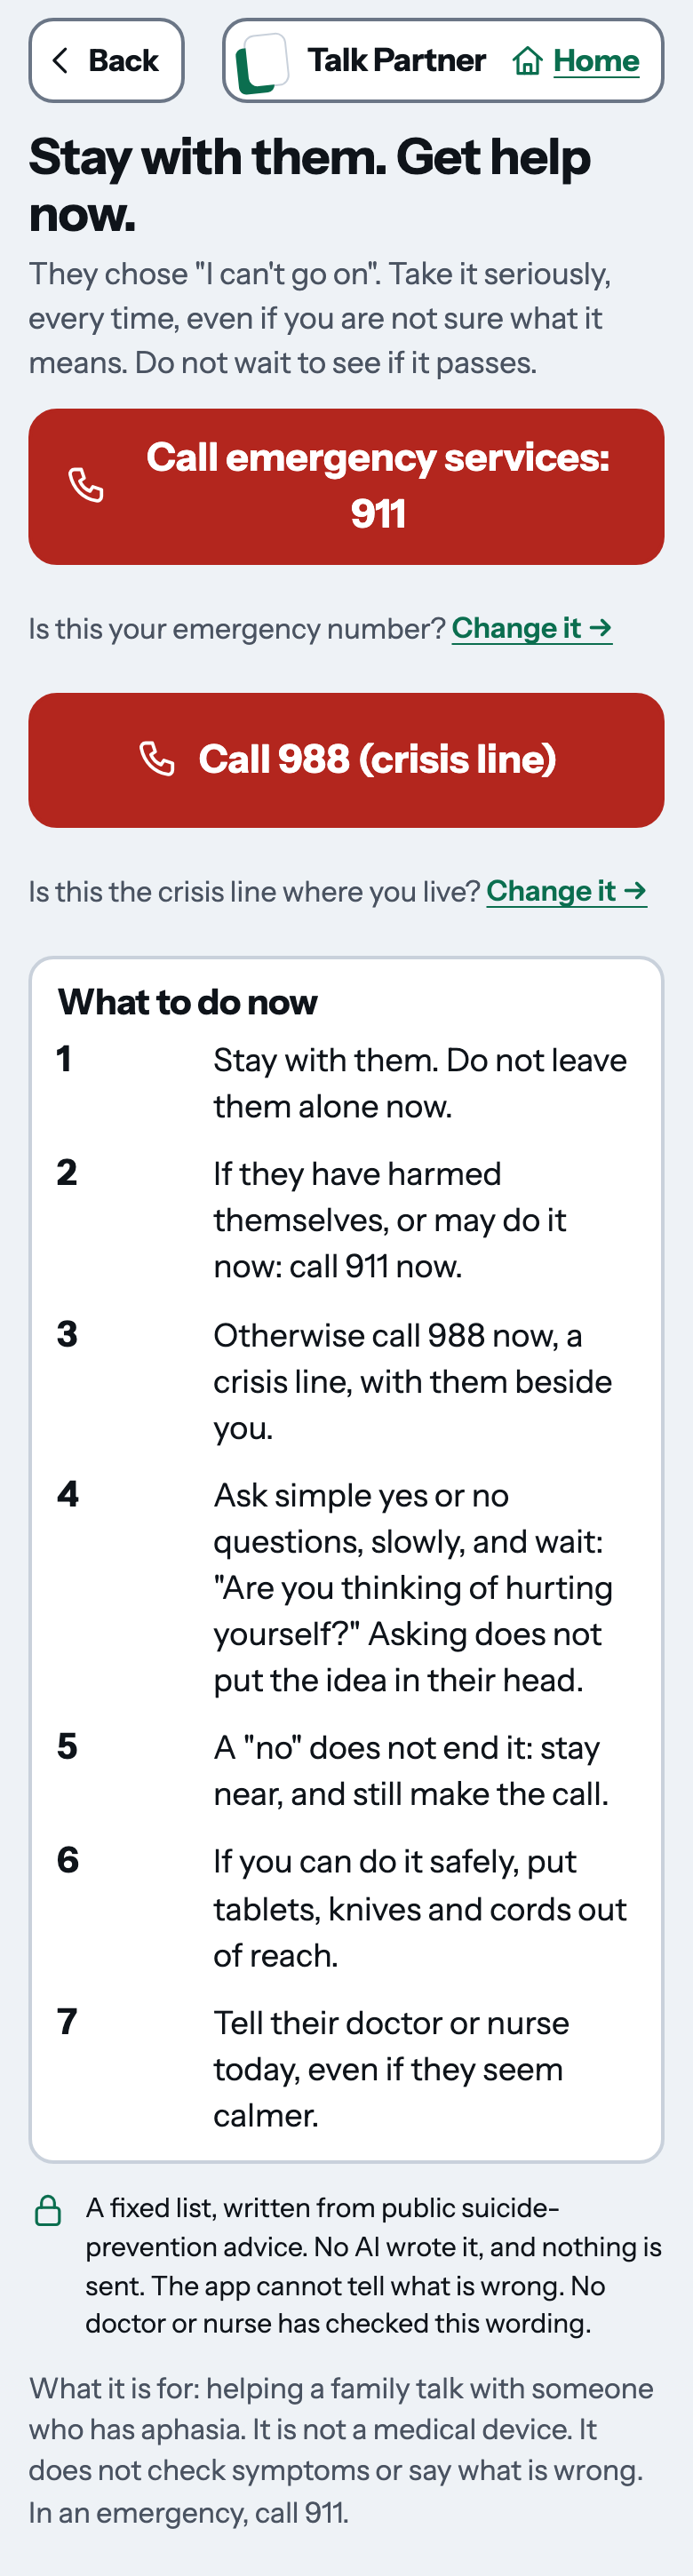 Back
Talk Partner
Home
Stay with them. Get help
now.
They chose "I can't go on". Take it seriously,
every time, even if you are not sure what it
means. Do not wait to see if it passes.
Call emergency services:
911
Is this your emergency number? Change it →
Call 988 (crisis line)
Is this the crisis line where you live? Change it →
What to do now
1 Stay with them. Do not leave
them alone now.
2 If they have harmed
themselves, or may do it
now: call 911 now.
3 Otherwise call 988 now, a
crisis line, with them beside
you.
4 Ask simple yes or no
questions, slowly, and wait:
"Are you thinking of hurting
yourself?" Asking does not
put the idea in their head.
5 A "no" does not end it: stay
near, and still make the call.
6 If you can do it safely, put
tablets, knives and cords out
of reach.
7 Tell their doctor or nurse
today, even if they seem
calmer.
A fixed list, written from public suicide-
prevention advice. No AI wrote it, and nothing is
sent. The app cannot tell what is wrong. No
doctor or nurse has checked this wording.
What it is for: helping a family talk with someone
who has aphasia. It is not a medical device. It
does not check symptoms or say what is wrong.
In an emergency, call 911.